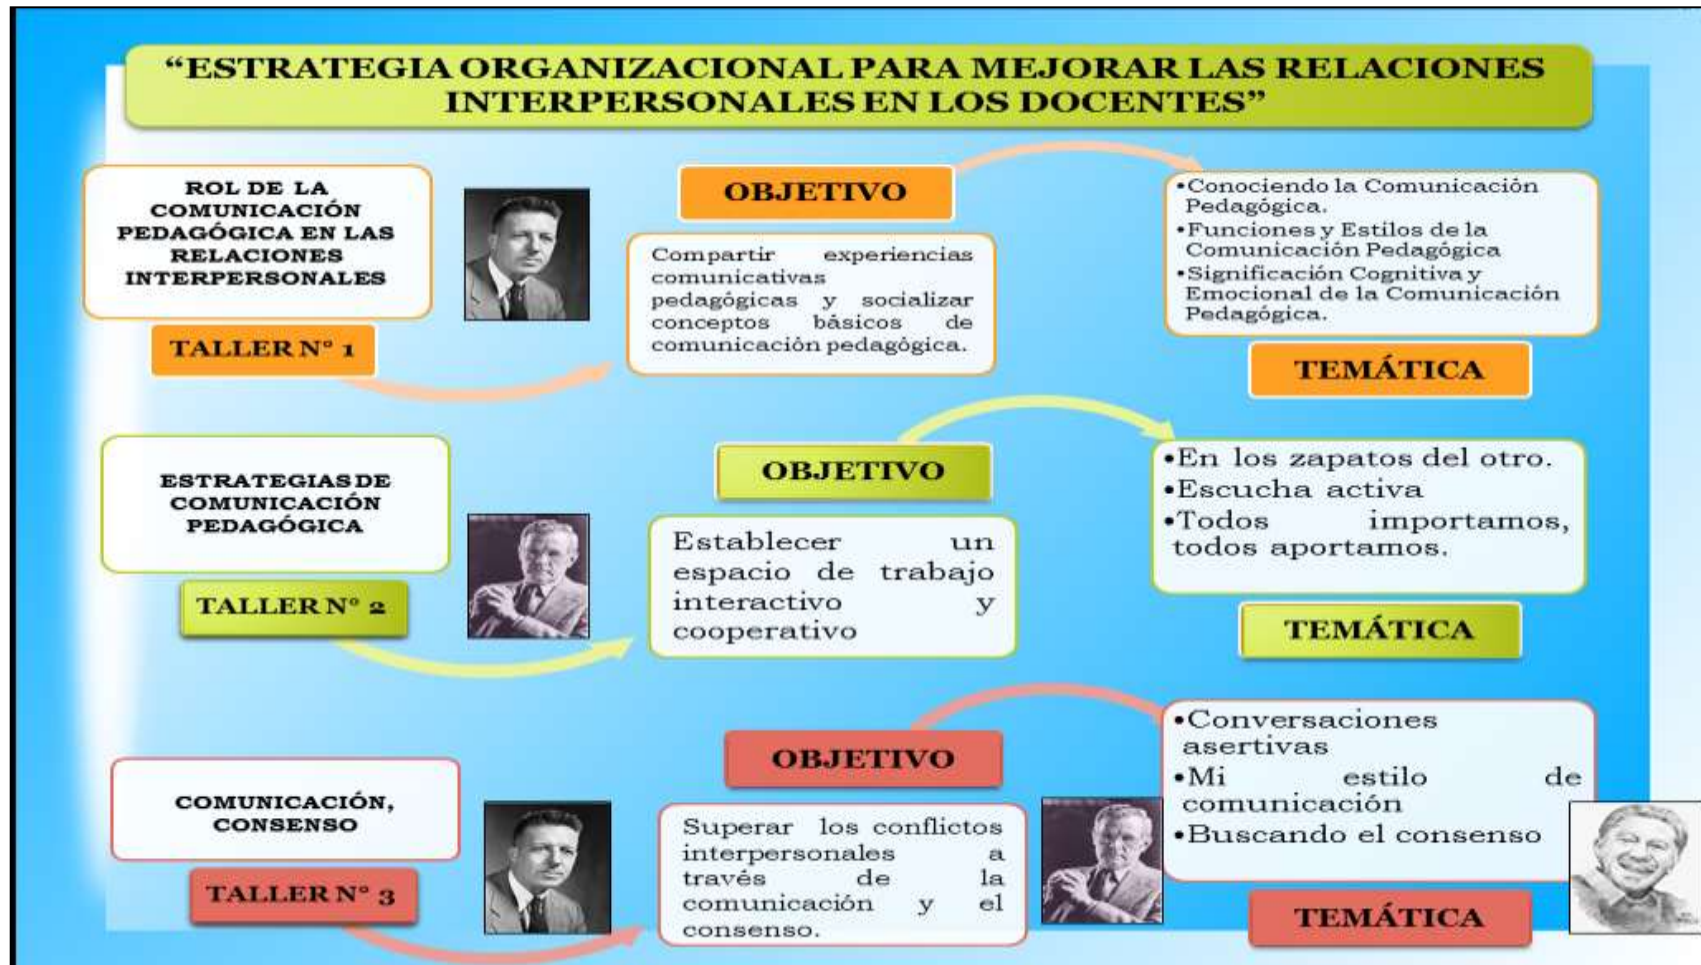 “ESTRATEGIA ORGANIZACIONAL PARA MEJORAR LAS RELACIONES
INTERPERSONALES EN LOS DOCENTES”
ROL DE LA
COMUNICACIÓN
PEDAGÓGICA EN LAS
RELACIONES
INTERPERSONALES
TALLER N° 1
OBJETIVO
Compartir experiencias
comunicativas
pedagógicas y socializar
conceptos básicos de
comunicación pedagógica.
•Conociendo la Comunicación
Pedagógica.
•Funciones y Estilos de la
Comunicación Pedagógica
•Significación Cognitiva y
Emocional de la Comunicación
Pedagógica.
TEMÁTICA
ESTRATEGIAS DE
COMUNICACIÓN
PEDAGÓGICA
TALLER N° 2
OBJETIVO
Establecer un
espacio de trabajo
interactivo y
cooperativo
•En los zapatos del otro.
•Escucha activa
•Todos importamos,
todos aportamos.
TEMÁTICA
COMUNICACIÓN,
CONSENSO
TALLER N° 3
OBJETIVO
Superar los conflictos
interpersonales a
través de la
comunicación y el
consenso.
•Conversaciones
asertivas
•Mi estilo de
comunicación
•Buscando el consenso
TEMÁTICA